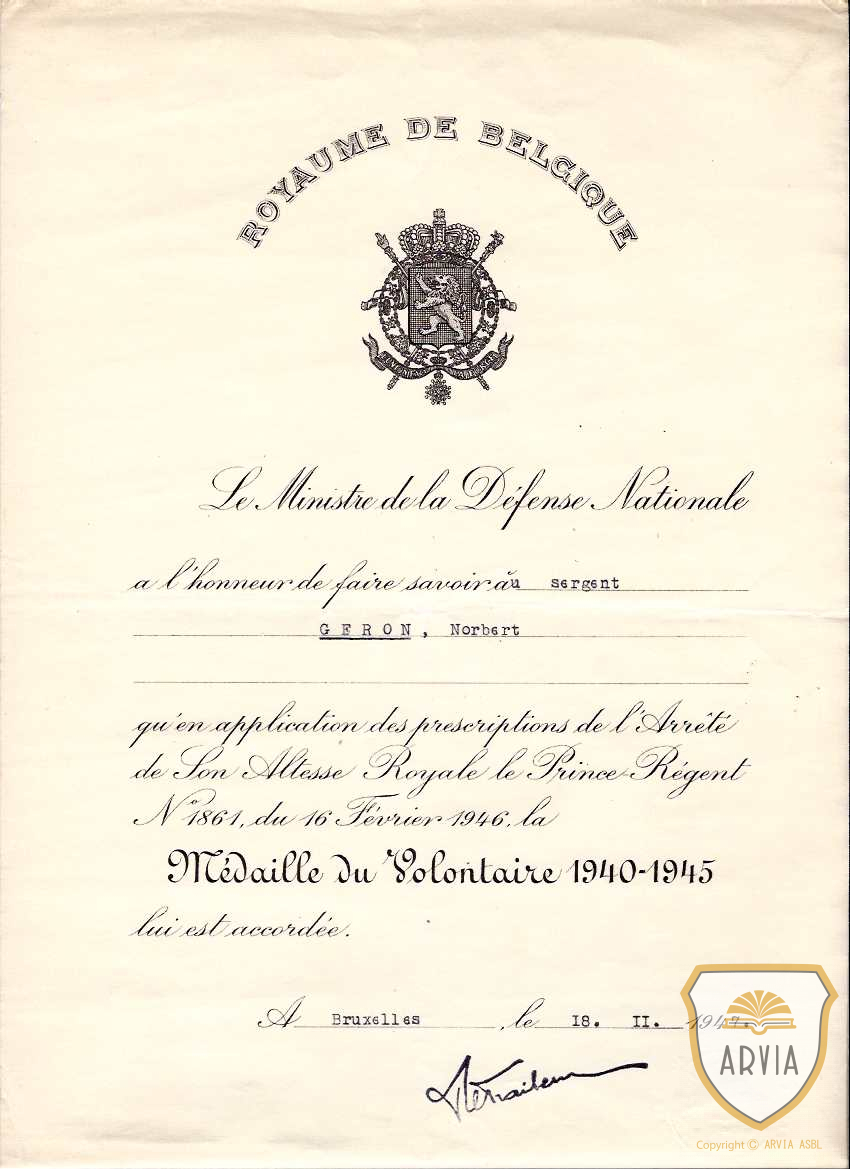 ROYAUME DE BELGIQUE
Le Ministre de la Défense Nationale
a l'honneur de faire savoir au sergent
GERON, Norbert
qu'en application des prescriptions de l'Arrêté
de Son Altesse Royale le Prince-Régent
N° 1861, du 16 Février 1946, la
Médaille du Volontaire 1940-1945
lui est accordée.
A Bruxelles, le 18. II. 1947.
ARVIA
Copyright © ARVIA ASBL